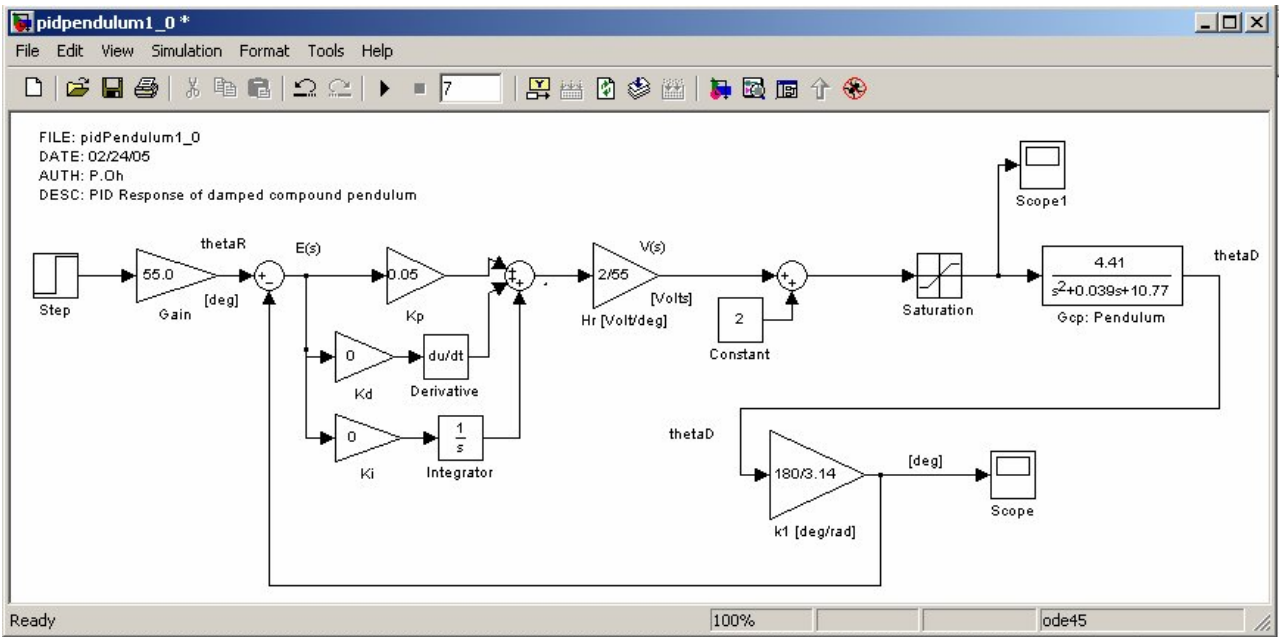 pidpendulum1_0 *
File Edit View Simulation Format Tools Help
7
FILE: pidPendulum1_0
DATE: 02/24/05
AUTH: P.Oh
DESC: PID Response of damped compound pendulum
Scope1
thetaR
E(s)
V(s)
thetaD
Step
55.0
Gain
[deg]
+
−
0.05
Kp
+
+
+
2/55
Hr [Volt/deg]
[Volts]
+
+
2
Constant
Saturation
4.41
s²+0.039s+10.77
Gcp: Pendulum
0
Kd
du/dt
Derivative
0
Ki
1
s
Integrator
thetaD
180/3.14
k1 [deg/rad]
[deg]
Scope
Ready
100%
ode45